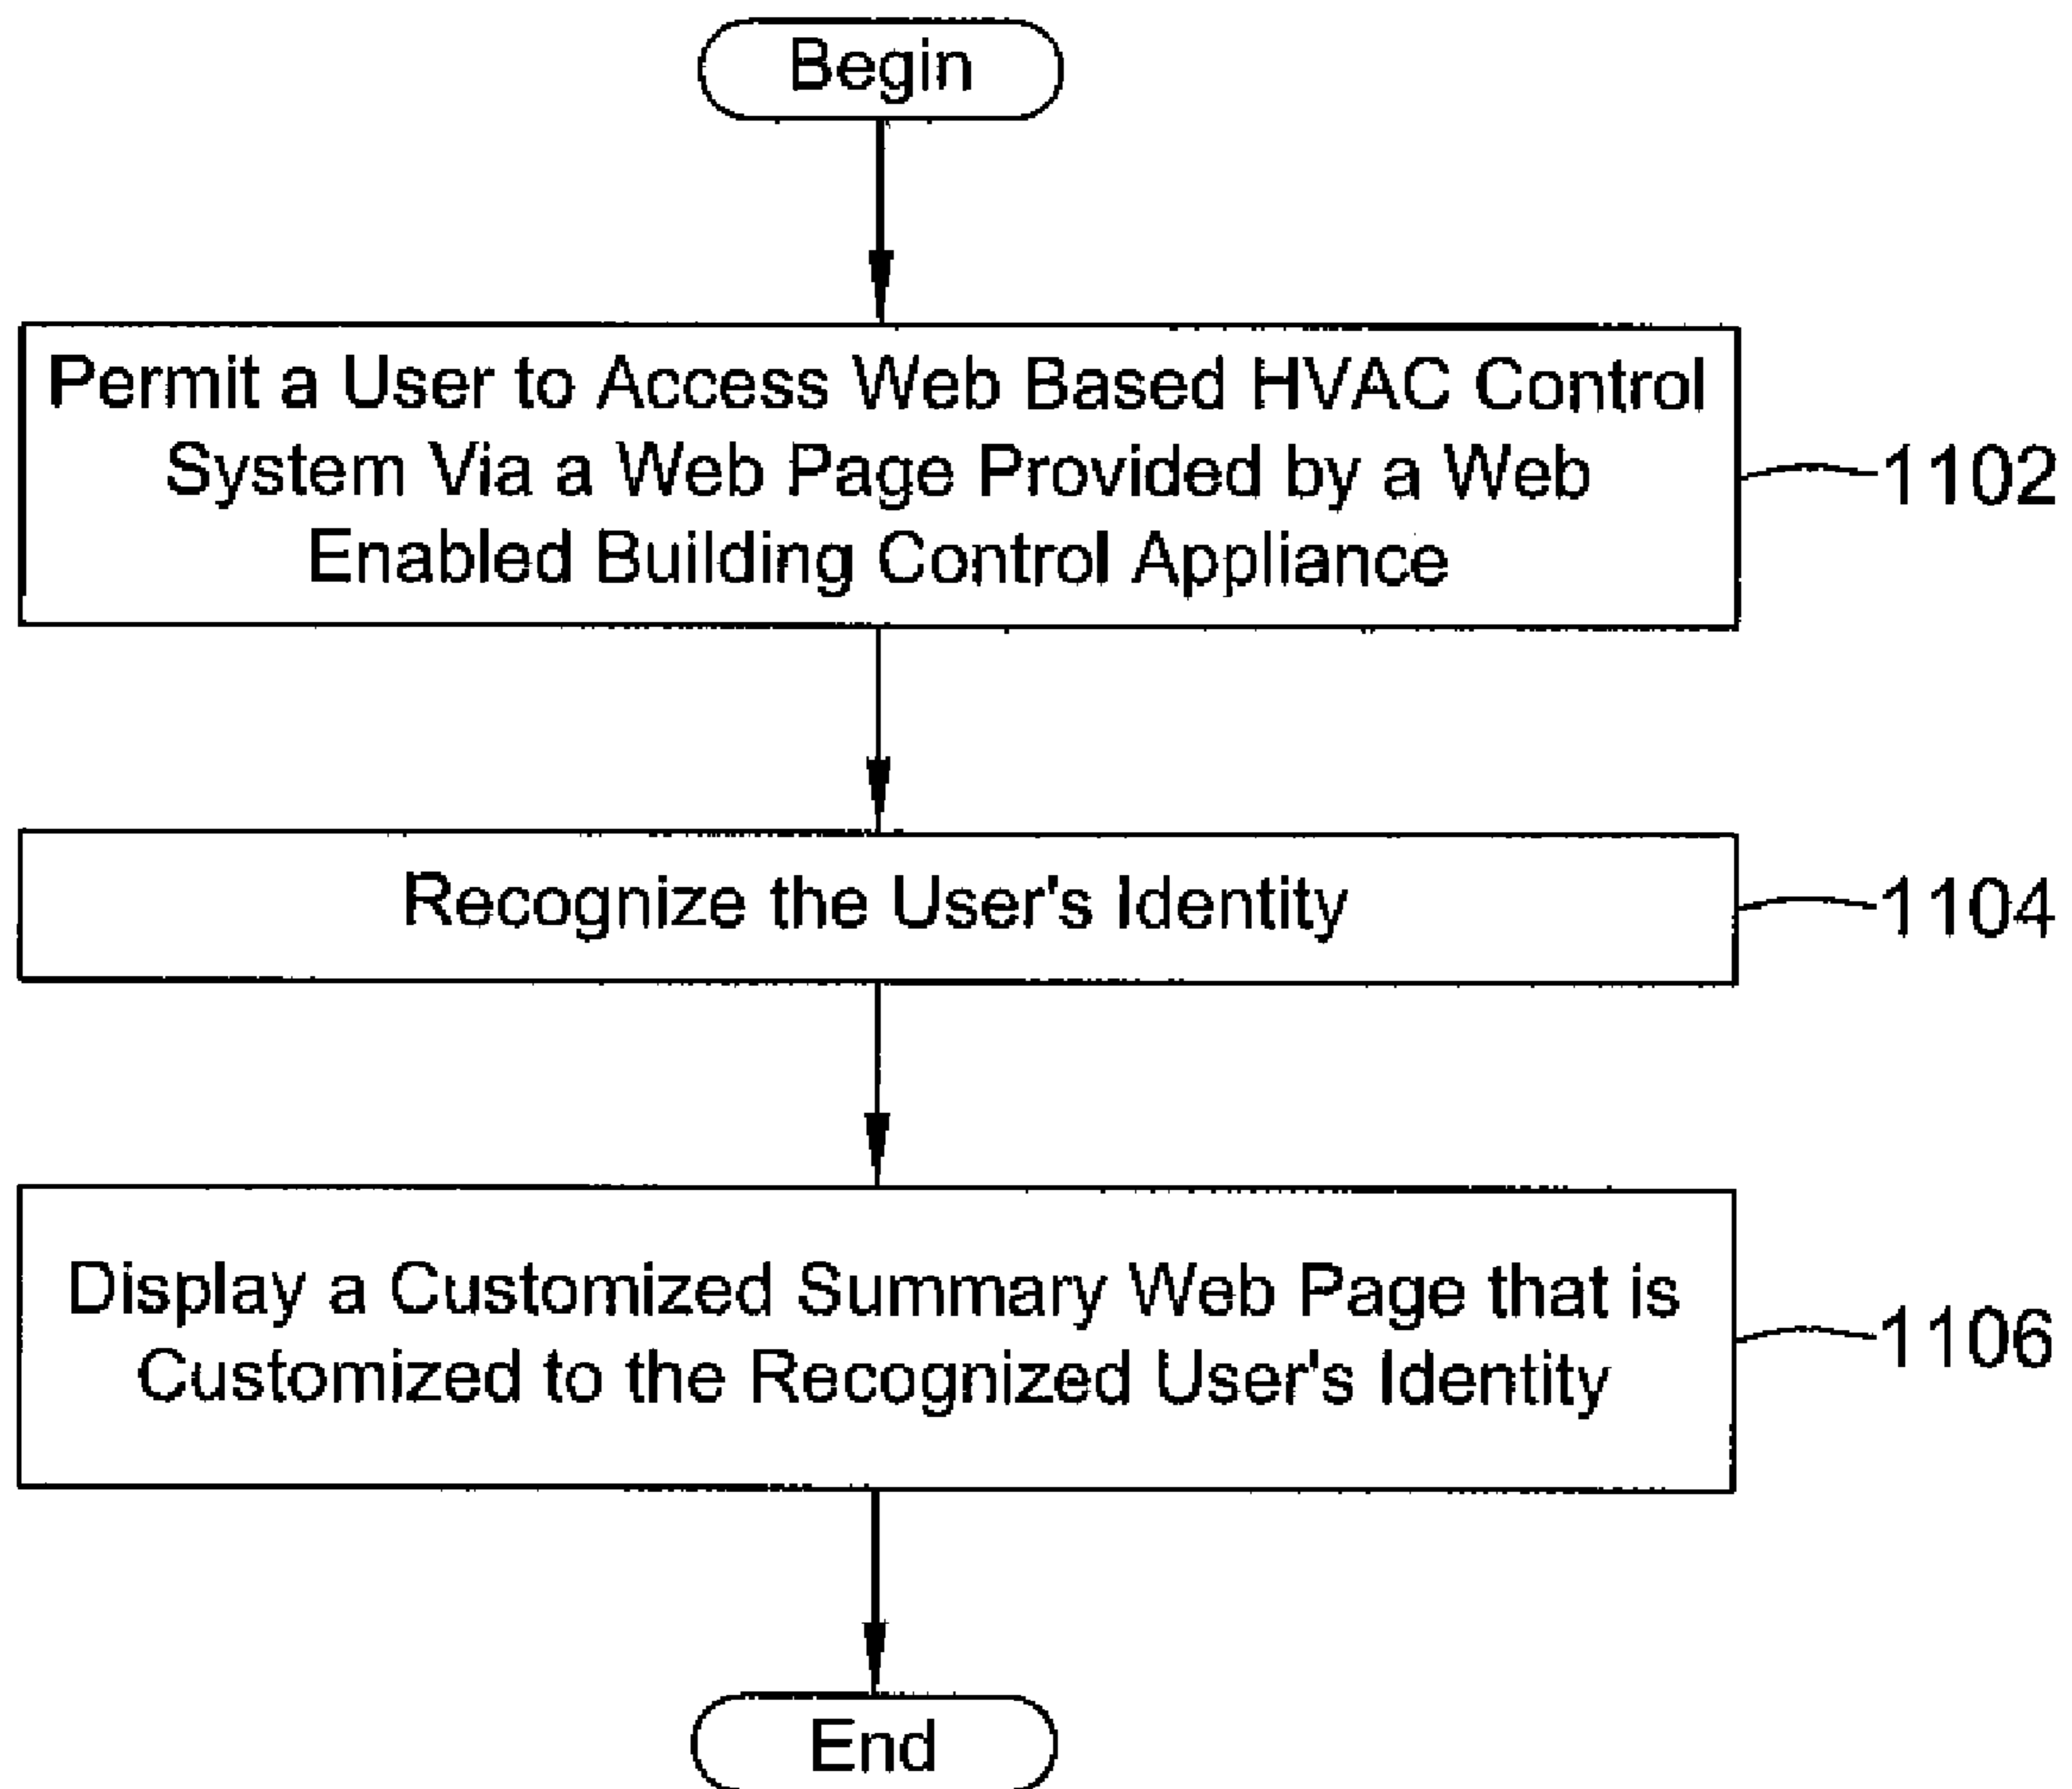 Begin
Permit a User to Access Web Based HVAC Control
System Via a Web Page Provided by a Web
Enabled Building Control Appliance
1102
Recognize the User's Identity
1104
Display a Customized Summary Web Page that is
Customized to the Recognized User's Identity
1106
End